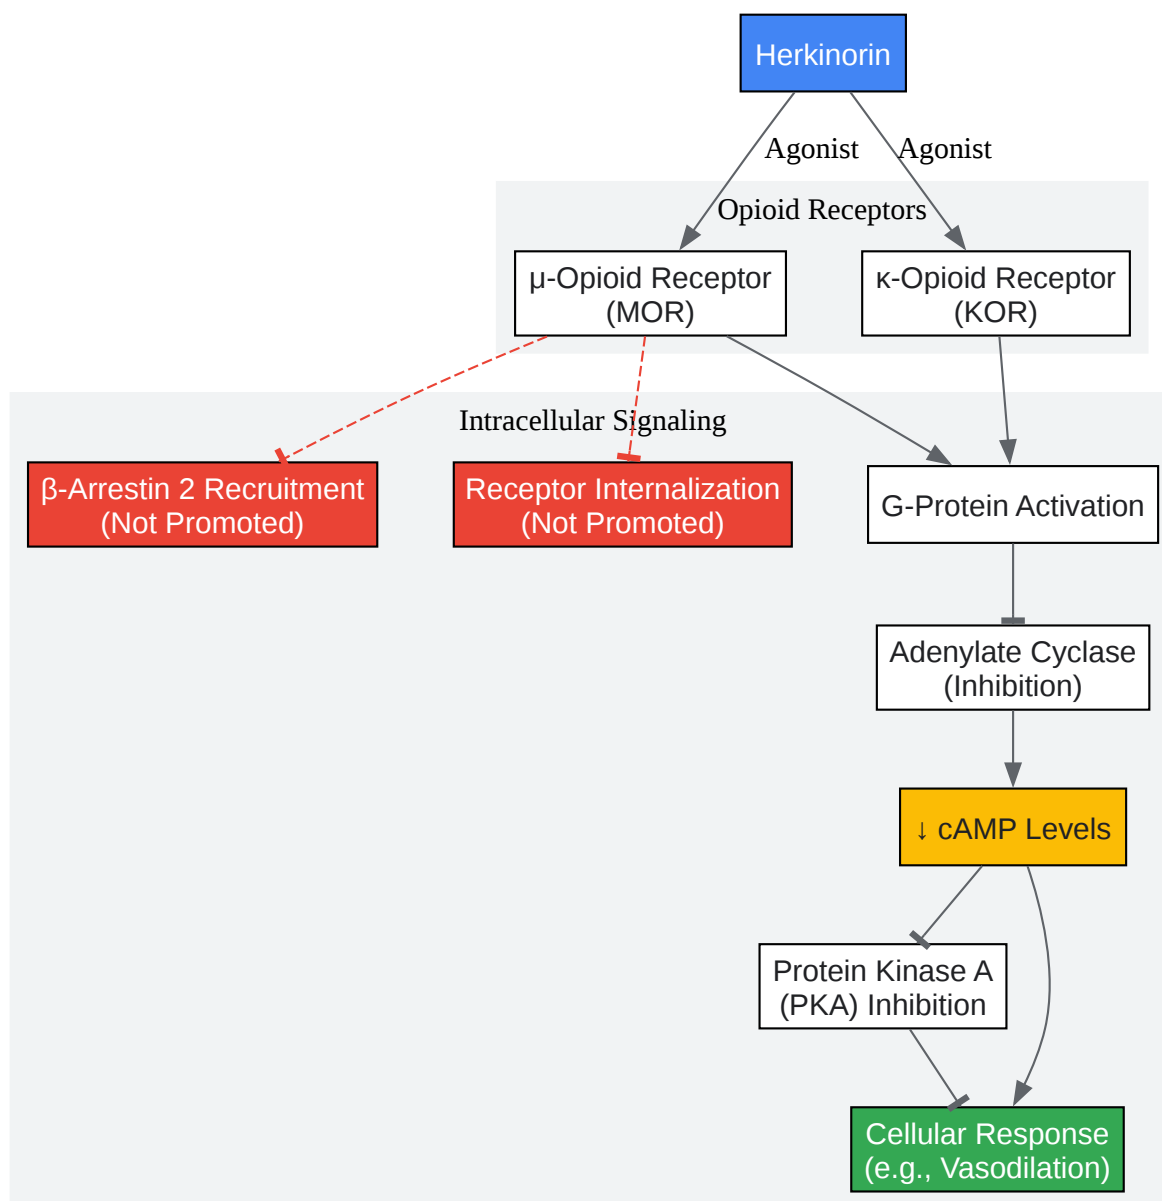 Herkinorin
Agonist
Agonist
Opioid Receptors
μ-Opioid Receptor
(MOR)
κ-Opioid Receptor
(KOR)
Intracellular Signaling
β-Arrestin 2 Recruitment
(Not Promoted)
Receptor Internalization
(Not Promoted)
G-Protein Activation
Adenylate Cyclase
(Inhibition)
↓ cAMP Levels
Protein Kinase A
(PKA) Inhibition
Cellular Response
(e.g., Vasodilation)